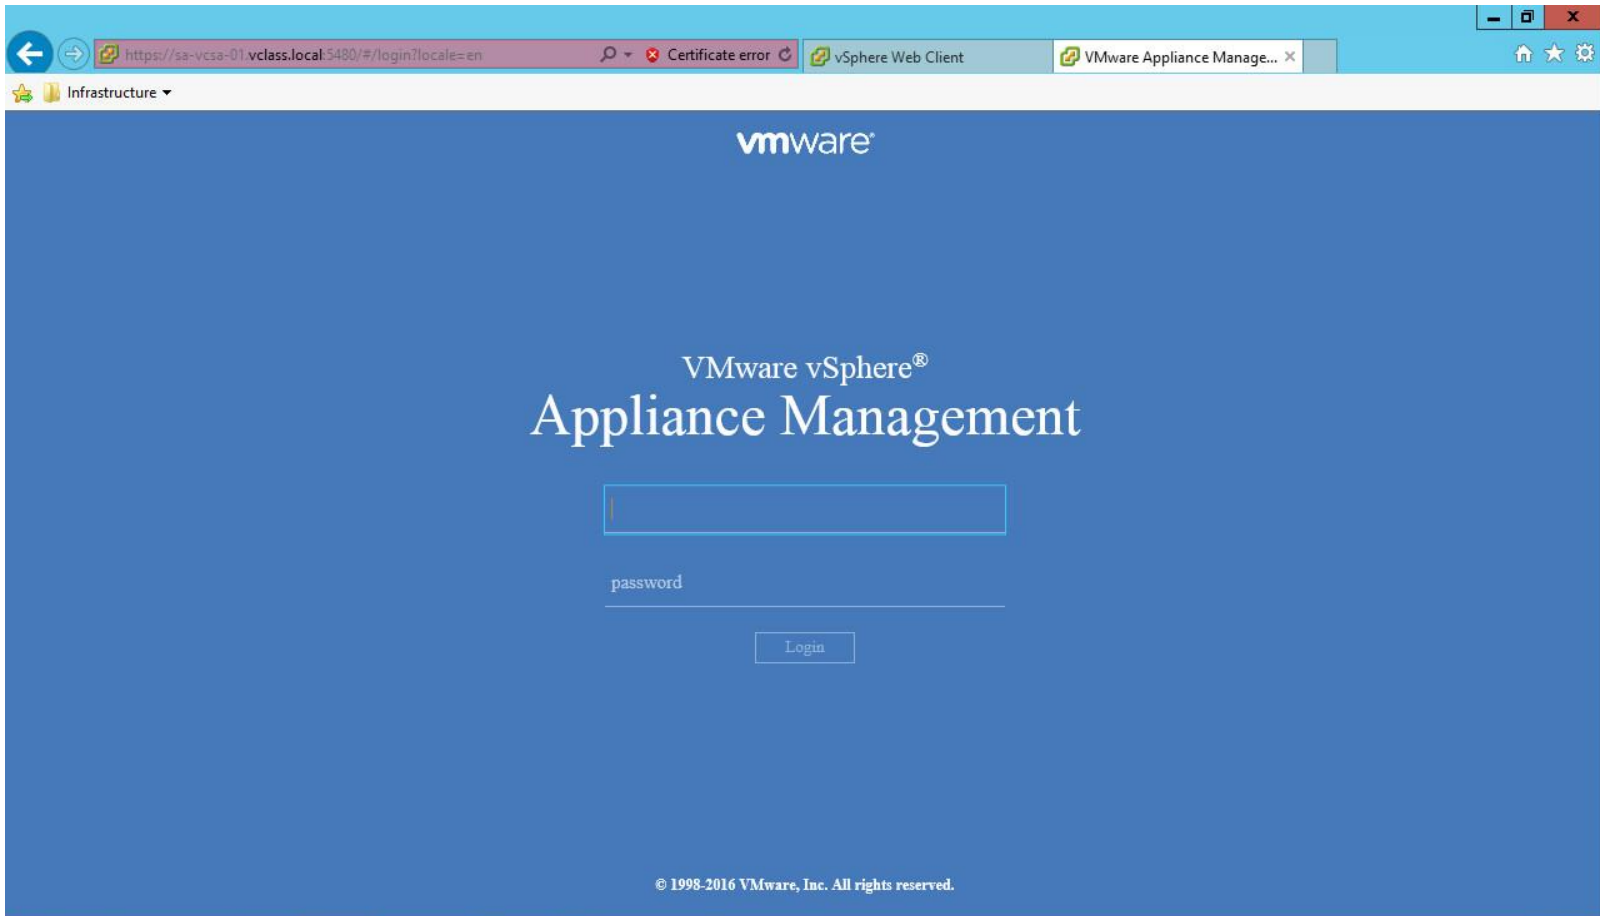 https://sa-vcsa-01.vclass.local:5480/#/login?locale=en Certificate error vSphere Web Client VMware Appliance Manage...
Infrastructure
vmware®
VMware vSphere®
Appliance Management
password
Login
© 1998-2016 VMware, Inc. All rights reserved.